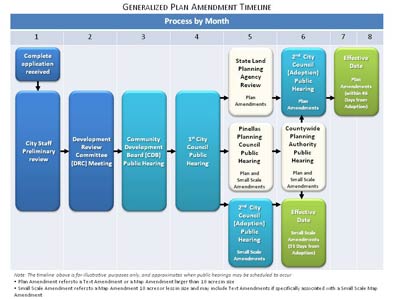 GENERALIZED PLAN AMENDMENT TIMELINE
Process by Month
1 2 3 4 5 6 7 8
Complete
application
received
City Staff
Preliminary
review
Development
Review
Committee
(DRC) Meeting
Community
Development
Board (CDB)
Public Hearing
1st City
Council
Public
Hearing
State Land
Planning
Agency
Review
Plan
Amendments
Pinellas
Planning
Council
Public
Hearing
Plan and
Small Scale
Amendments
2nd City
Council
(Adoption)
Public
Hearing
Small Scale
Amendments
2nd City
Council
(Adoption)
Public
Hearing
Plan
Amendments
Countywide
Planning
Authority
Public
Hearing
Plan and
Small Scale
Amendments
Effective
Date
Small Scale
Amendments
(31 Days from
Adoption)
Effective
Date
Plan
Amendments
(within 46
Days from
Adoption)
Note: The timeline above is for illustrative purposes only, and approximates when public hearings may be scheduled to occur
• Plan Amendment refers to a Text Amendment or a Map Amendment larger than 10 acres in size
• Small Scale Amendment refers to a Map Amendment 10 acres or less in size and may include Text Amendments if specifically associated with a Small Scale Map
Amendment